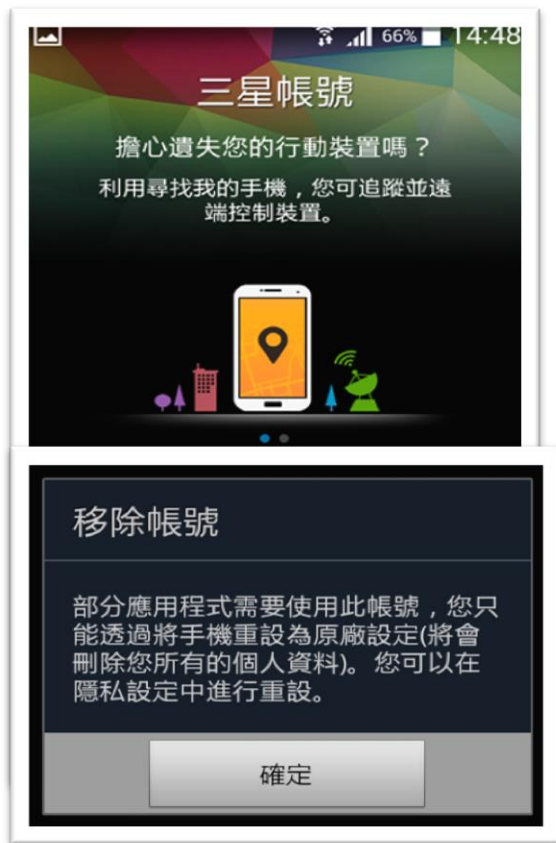 66% 14:48
三星帳號
擔心遺失您的行動裝置嗎？
利用尋找我的手機，您可追蹤並遠
端控制裝置。
移除帳號
部分應用程式需要使用此帳號，您只
能透過將手機重設為原廠設定(將會
刪除您所有的個人資料)。您可以在
隱私設定中進行重設。
確定